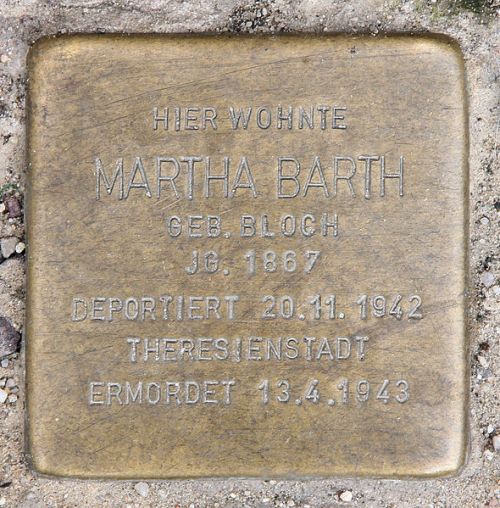 HIER WOHNTE
MARTHA BARTH
GEB. BLOCH
JG. 1867
DEPORTIERT 20.11.1942
THERESIENSTADT
ERMORDET 13.4.1943